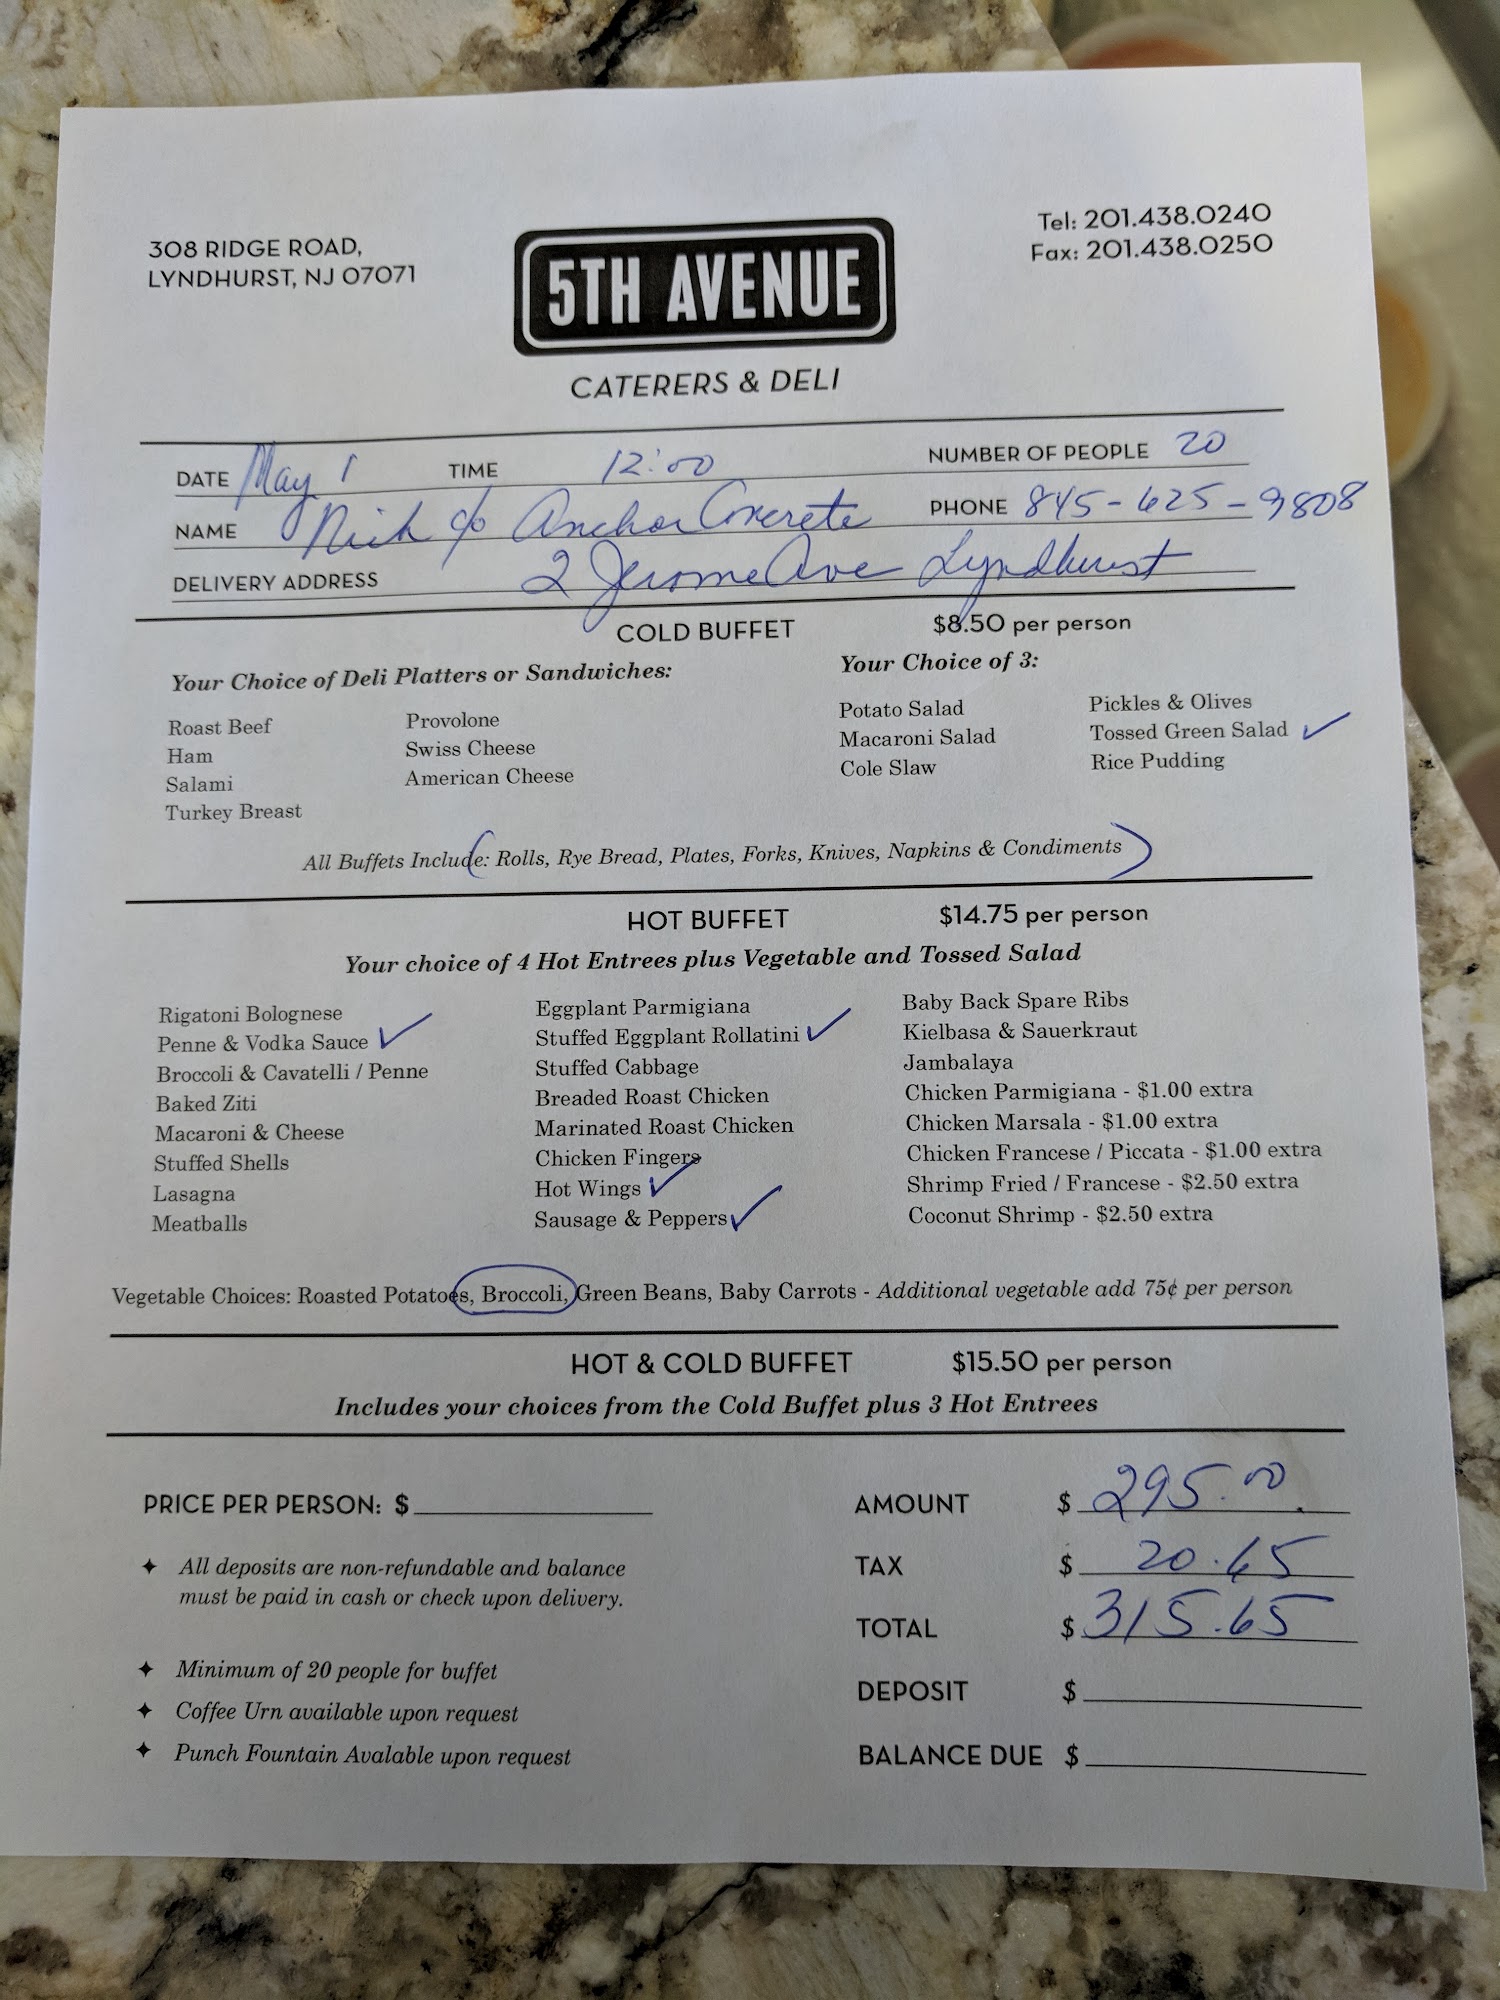 308 RIDGE ROAD,
LYNDHURST, NJ 07071
5TH AVENUE
CATERERS & DELI
Tel: 201.438.0240
Fax: 201.438.0250
DATE May 1 TIME 12:00 NUMBER OF PEOPLE 20
NAME Nick c/o Anchor Concrete PHONE 845-625-9808
DELIVERY ADDRESS 2 Jerome Ave Lyndhurst
COLD BUFFET $8.50 per person
Your Choice of Deli Platters or Sandwiches:
Roast Beef
Ham
Salami
Turkey Breast
Provolone
Swiss Cheese
American Cheese
Your Choice of 3:
Potato Salad
Macaroni Salad
Cole Slaw
Pickles & Olives
Tossed Green Salad ✓
Rice Pudding
All Buffets Include: Rolls, Rye Bread, Plates, Forks, Knives, Napkins & Condiments
HOT BUFFET $14.75 per person
Your choice of 4 Hot Entrees plus Vegetable and Tossed Salad
Rigatoni Bolognese
Penne & Vodka Sauce ✓
Broccoli & Cavatelli / Penne
Baked Ziti
Macaroni & Cheese
Stuffed Shells
Lasagna
Meatballs
Eggplant Parmigiana
Stuffed Eggplant Rollatini ✓
Stuffed Cabbage
Breaded Roast Chicken
Marinated Roast Chicken
Chicken Fingers
Hot Wings ✓
Sausage & Peppers ✓
Baby Back Spare Ribs
Kielbasa & Sauerkraut
Jambalaya
Chicken Parmigiana - $1.00 extra
Chicken Marsala - $1.00 extra
Chicken Francese / Piccata - $1.00 extra
Shrimp Fried / Francese - $2.50 extra
Coconut Shrimp - $2.50 extra
Vegetable Choices: Roasted Potatoes, Broccoli, Green Beans, Baby Carrots - Additional vegetable add 75¢ per person
HOT & COLD BUFFET $15.50 per person
Includes your choices from the Cold Buffet plus 3 Hot Entrees
PRICE PER PERSON: $
✦ All deposits are non-refundable and balance
must be paid in cash or check upon delivery.
✦ Minimum of 20 people for buffet
✦ Coffee Urn available upon request
✦ Punch Fountain Avalable upon request
AMOUNT $ 295.00
TAX $ 20.65
TOTAL $ 315.65
DEPOSIT $
BALANCE DUE $